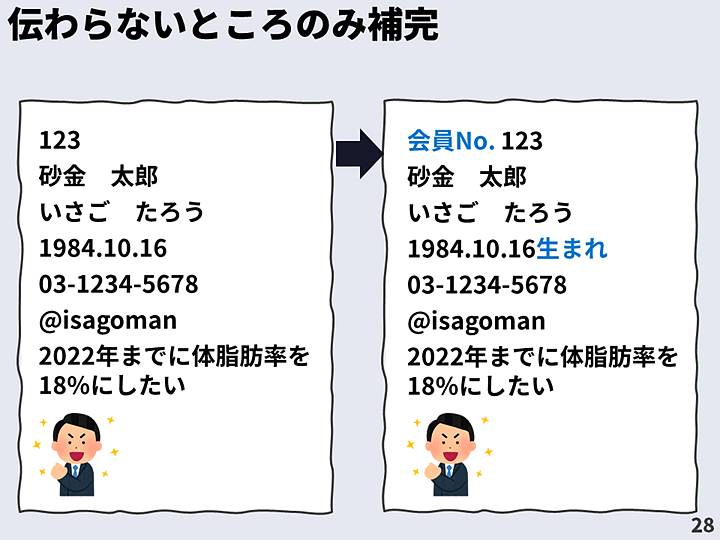 伝わらないところのみ補完
123
砂金　太郎
いさご　たろう
1984.10.16
03-1234-5678
@isagoman
2022年までに体脂肪率を
18%にしたい
会員No. 123
砂金　太郎
いさご　たろう
1984.10.16生まれ
03-1234-5678
@isagoman
2022年までに体脂肪率を
18%にしたい
28